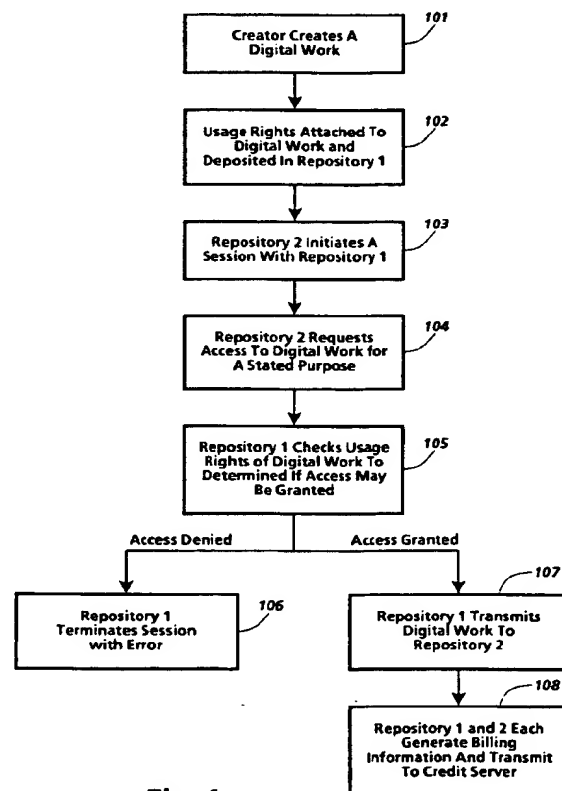 101
Creator Creates A
Digital Work
102
Usage Rights Attached To
Digital Work and
Deposited In Repository 1
103
Repository 2 Initiates A
Session With Repository 1
104
Repository 2 Requests
Access To Digital Work for
A Stated Purpose
105
Repository 1 Checks Usage
Rights of Digital Work To
Determined If Access May
Be Granted
Access Denied
Access Granted
106
Repository 1
Terminates Session
with Error
107
Repository 1 Transmits
Digital Work To
Repository 2
108
Repository 1 and 2 Each
Generate Billing
Information And Transmit
To Credit Server